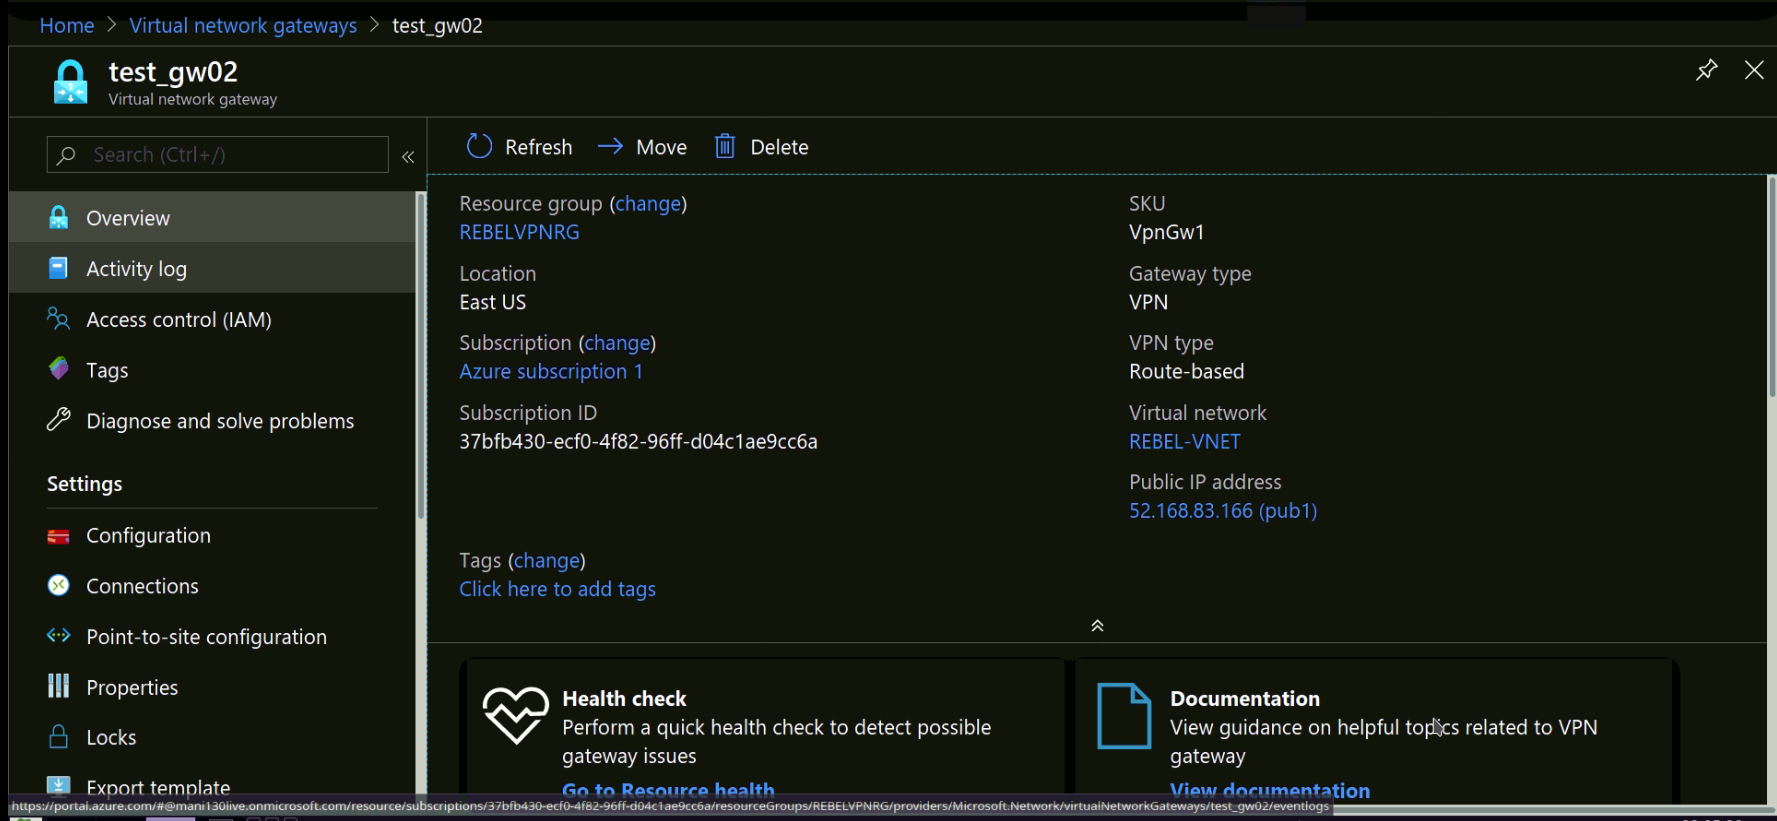 Home > Virtual network gateways > test_gw02
test_gw02
Virtual network gateway
Search (Ctrl+/)
«
Overview
Activity log
Access control (IAM)
Tags
Diagnose and solve problems
Settings
Configuration
Connections
Point-to-site configuration
Properties
Locks
Export template
Refresh
Move
Delete
Resource group (change)
REBELVPNRG
Location
East US
Subscription (change)
Azure subscription 1
Subscription ID
37bfb430-ecf0-4f82-96ff-d04c1ae9cc6a
Tags (change)
Click here to add tags
SKU
VpnGw1
Gateway type
VPN
VPN type
Route-based
Virtual network
REBEL-VNET
Public IP address
52.168.83.166 (pub1)
Health check
Perform a quick health check to detect possible
gateway issues
Go to Resource health
Documentation
View guidance on helpful topics related to VPN
gateway
View documentation
https://portal.azure.com/#@mani130live.onmicrosoft.com/resource/subscriptions/37bfb430-ecf0-4f82-96ff-d04c1ae9cc6a/resourceGroups/REBELVPNRG/providers/Microsoft.Network/virtualNetworkGateways/test_gw02/eventlogs